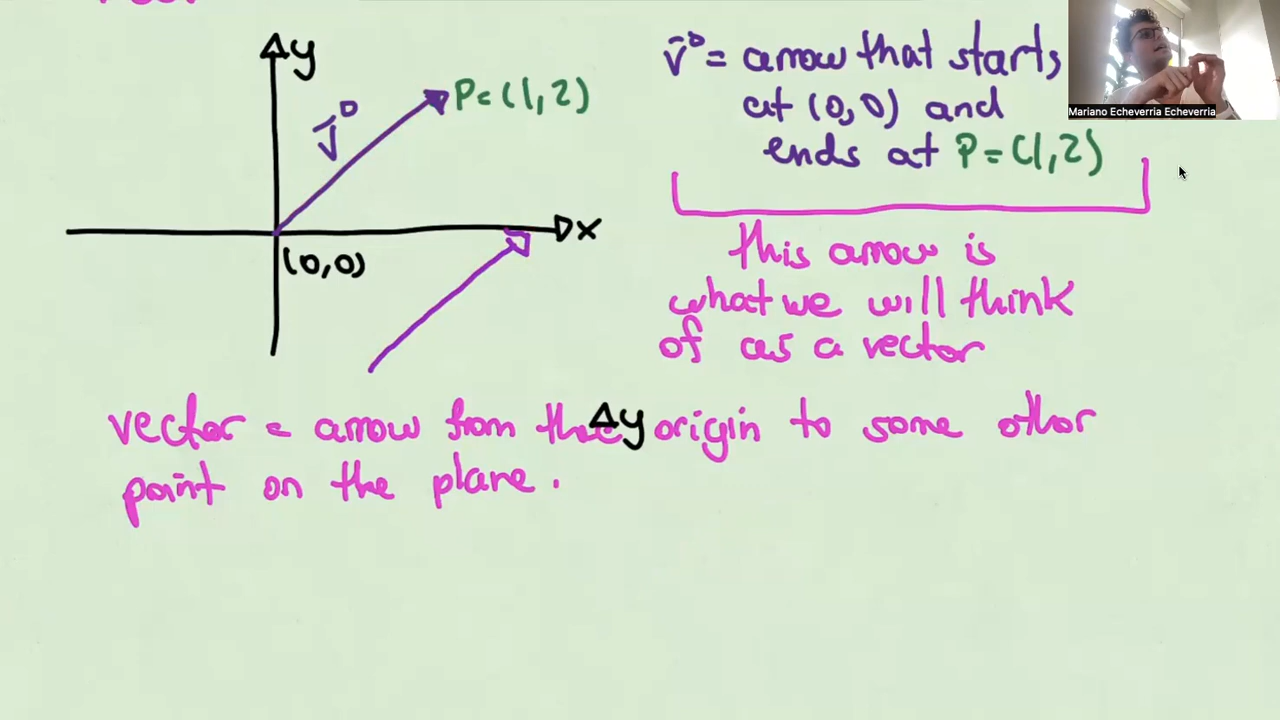 y
P=(1,2)
v
x
(0,0)
v = arrow that starts
at (0,0) and
ends at P=(1,2)
Mariano Echeverria Echeverria
this arrow is
what we will think
of as a vector
vector = arrow from the origin to some other
y
point on the plane.